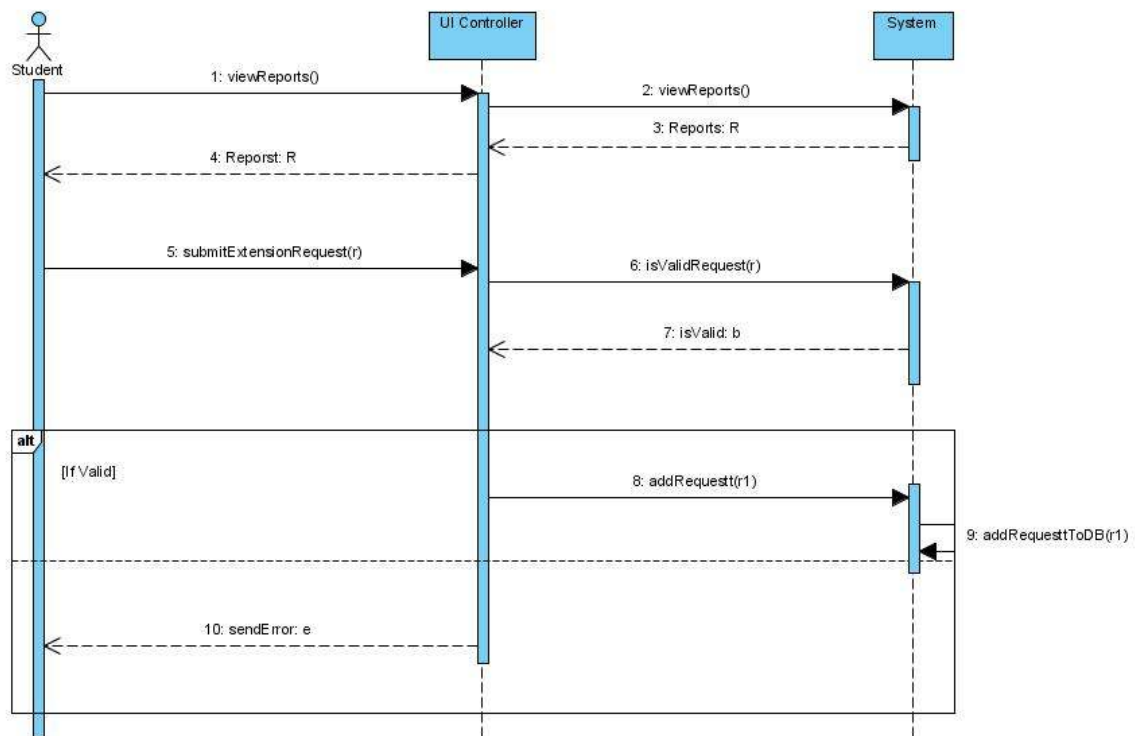 Student
UI Controller
System
1: viewReports()
2: viewReports()
3: Reports: R
4: Reporst: R
5: submitExtensionRequest(r)
6: isValidRequest(r)
7: isValid: b
alt
[If Valid]
8: addRequestt(r1)
9: addRequesttToDB(r1)
10: sendError: e